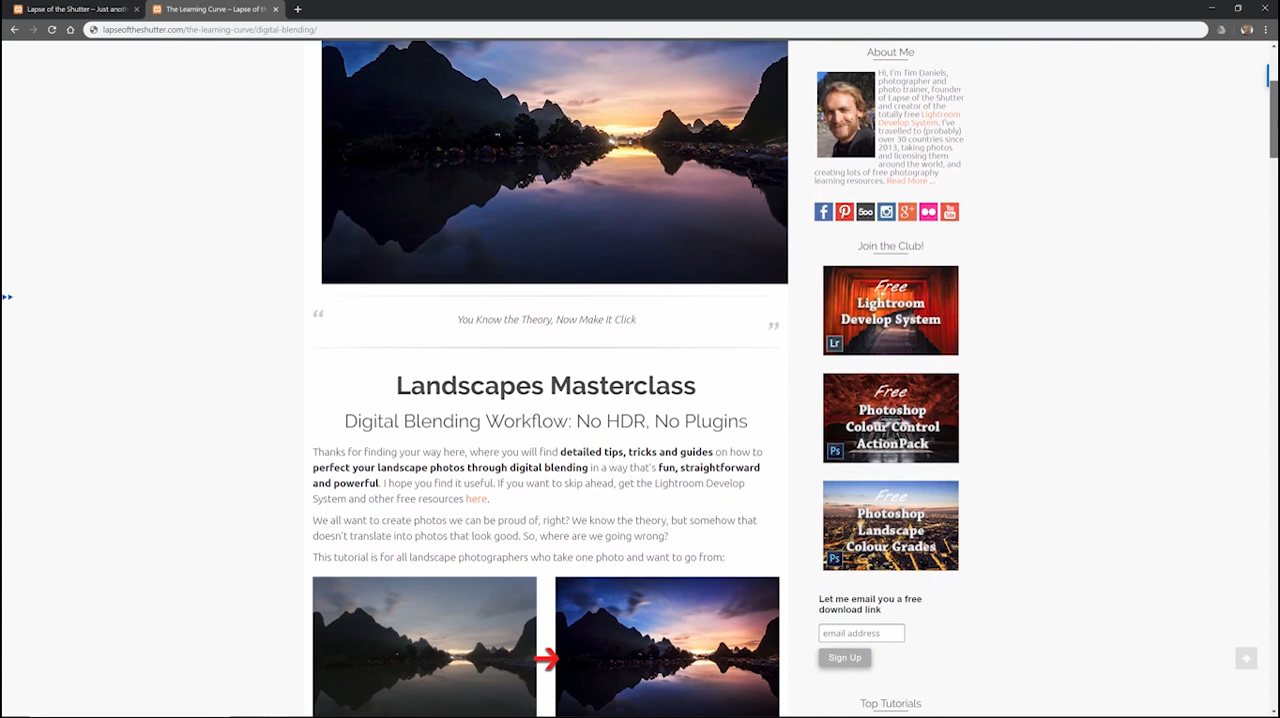 Lapse of the Shutter – Just anoth
The Learning Curve – Lapse of th
lapseoftheshutter.com/the-learning-curve/digital-blending/
“
You Know the Theory, Now Make It Click
”
Landscapes Masterclass
Digital Blending Workflow: No HDR, No Plugins
Thanks for finding your way here, where you will find detailed tips, tricks and guides on how to
perfect your landscape photos through digital blending in a way that's fun, straightforward
and powerful. I hope you find it useful. If you want to skip ahead, get the Lightroom Develop
System and other free resources here.
We all want to create photos we can be proud of, right? We know the theory, but somehow that
doesn't translate into photos that look good. So, where are we going wrong?
This tutorial is for all landscape photographers who take one photo and want to go from:
About Me
Hi, I'm Tim Daniels,
photographer and
photo trainer, founder
of Lapse of the Shutter
and creator of the
totally free Lightroom
Develop System. I've
travelled to (probably)
over 30 countries since
2013, taking photos
and licensing them
around the world, and
creating lots of free photography
learning resources. Read More ...
500
g+
You
Join the Club!
Free
Lightroom
Develop System
Lr
Free
Photoshop
Colour Control
ActionPack
Ps
Free
Photoshop
Landscape
Colour Grades
Ps
Let me email you a free
download link
email address
Sign Up
Top Tutorials